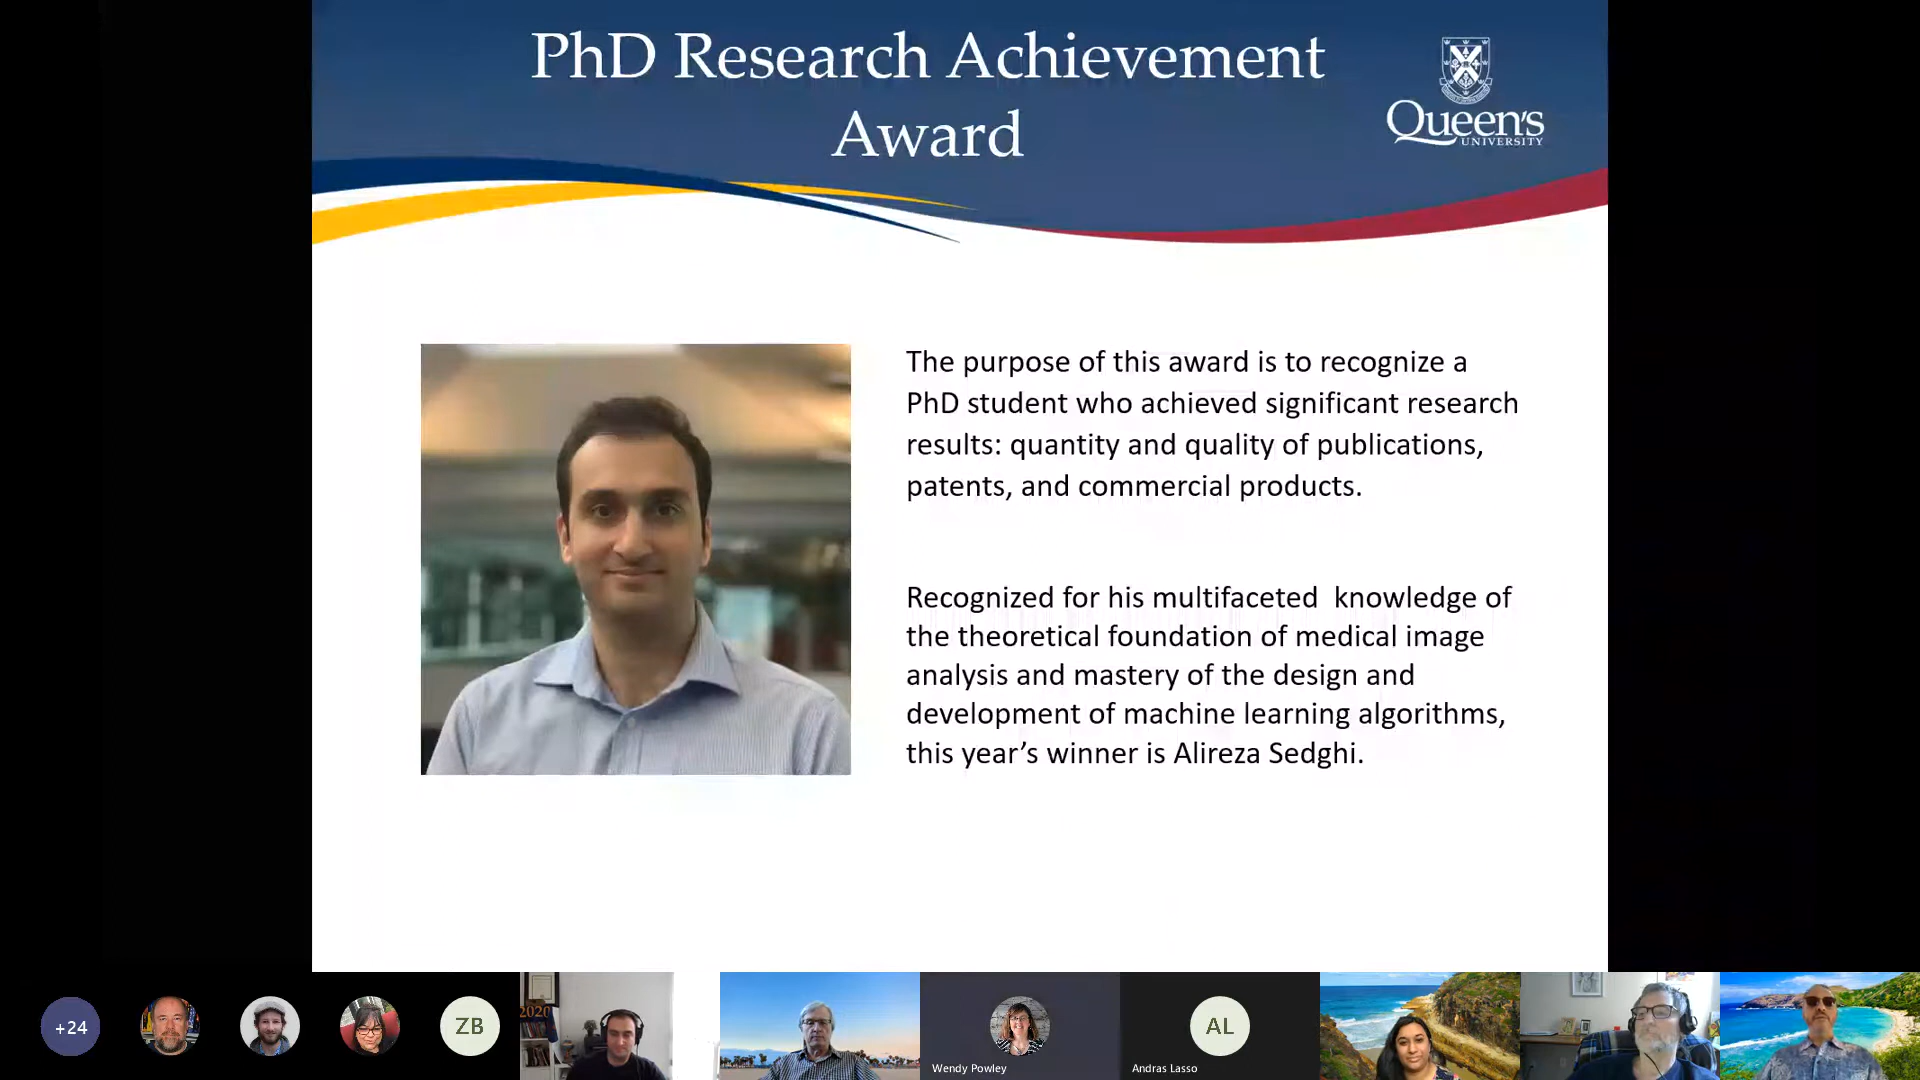 PhD Research Achievement
Award
Queen's
UNIVERSITY
The purpose of this award is to recognize a
PhD student who achieved significant research
results: quantity and quality of publications,
patents, and commercial products.
Recognized for his multifaceted  knowledge of
the theoretical foundation of medical image
analysis and mastery of the design and
development of machine learning algorithms,
this year’s winner is Alireza Sedghi.
+24
ZB
2020
Wendy Powley
AL
Andras Lasso